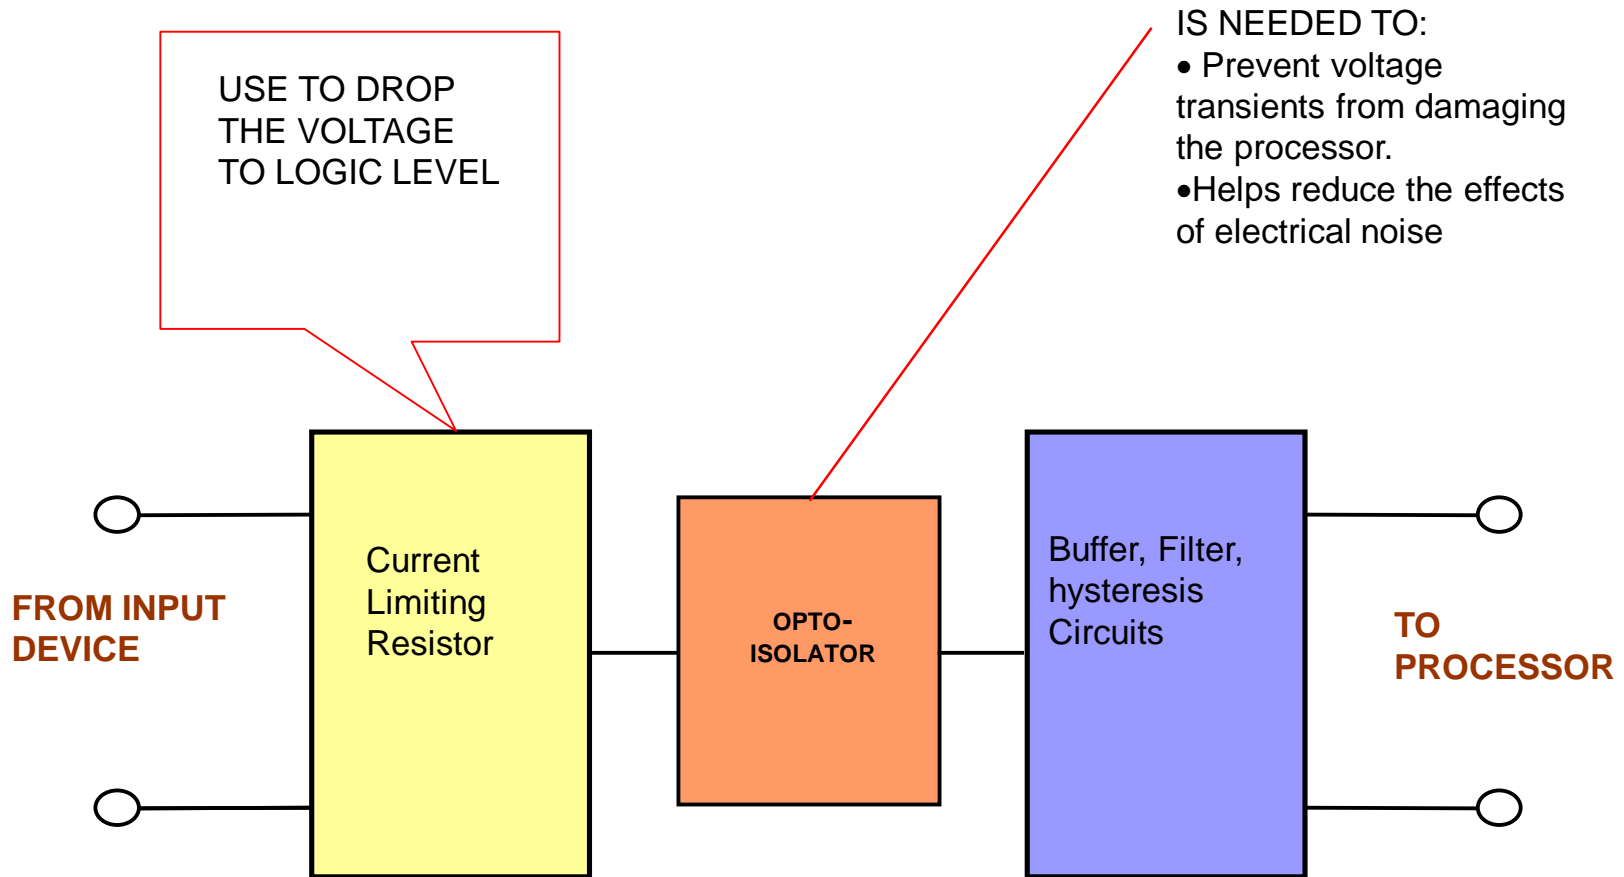 USE TO DROP
THE VOLTAGE
TO LOGIC LEVEL
IS NEEDED TO:
• Prevent voltage
transients from damaging
the processor.
•Helps reduce the effects
of electrical noise
FROM INPUT
DEVICE
Current
Limiting
Resistor
OPTO-
ISOLATOR
Buffer, Filter,
hysteresis
Circuits
TO
PROCESSOR